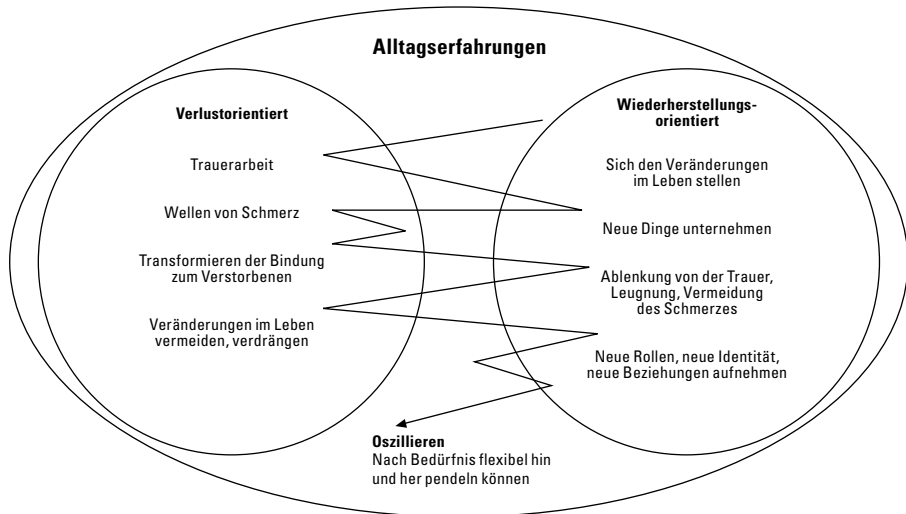 Alltagserfahrungen
Verlustorientiert
Trauerarbeit
Wellen von Schmerz
Transformieren der Bindung
zum Verstorbenen
Veränderungen im Leben
vermeiden, verdrängen
Wiederherstellungs-
orientiert
Sich den Veränderungen
im Leben stellen
Neue Dinge unternehmen
Ablenkung von der Trauer,
Leugnung, Vermeidung
des Schmerzes
Neue Rollen, neue Identität,
neue Beziehungen aufnehmen
Oszillieren
Nach Bedürfnis flexibel hin
und her pendeln können